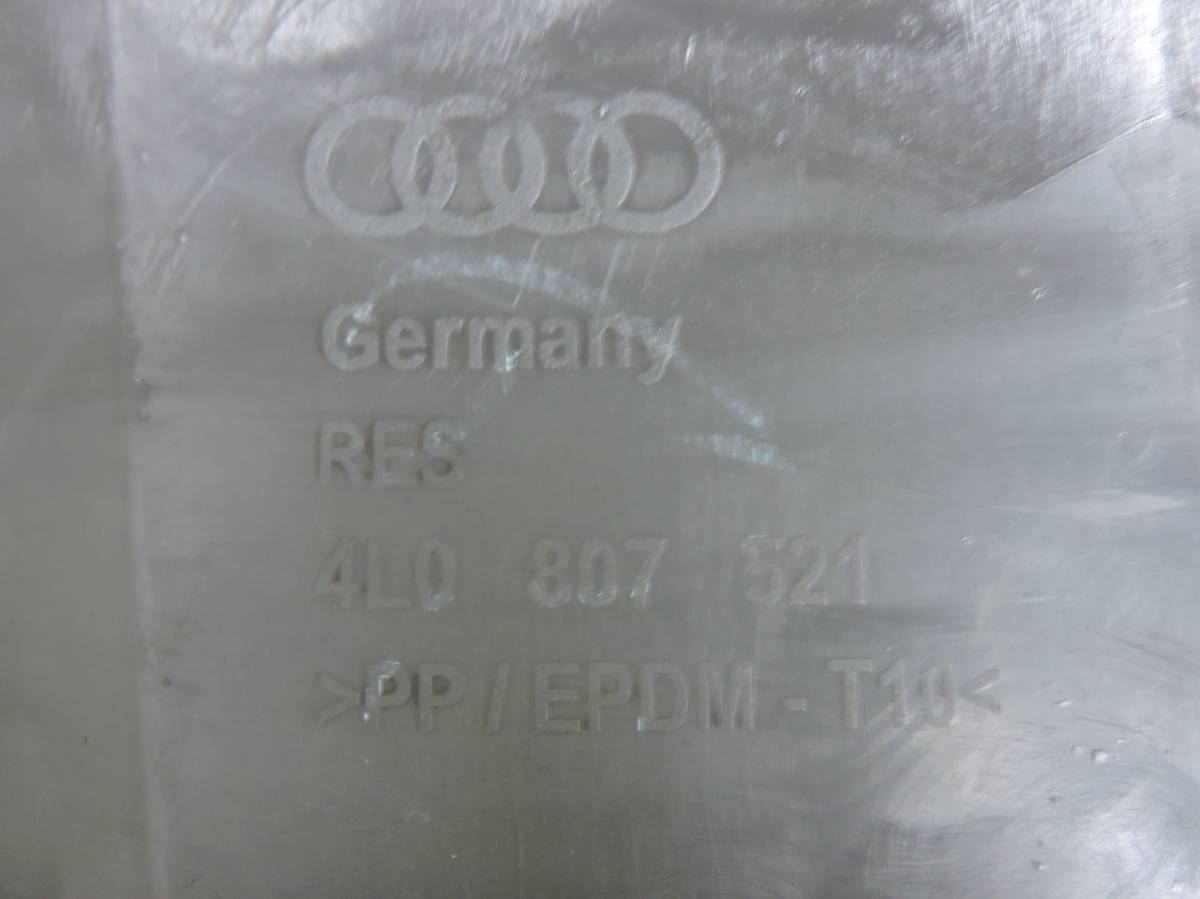 Germany
RES
4L0 807 521
>PP/EPDM-T10<